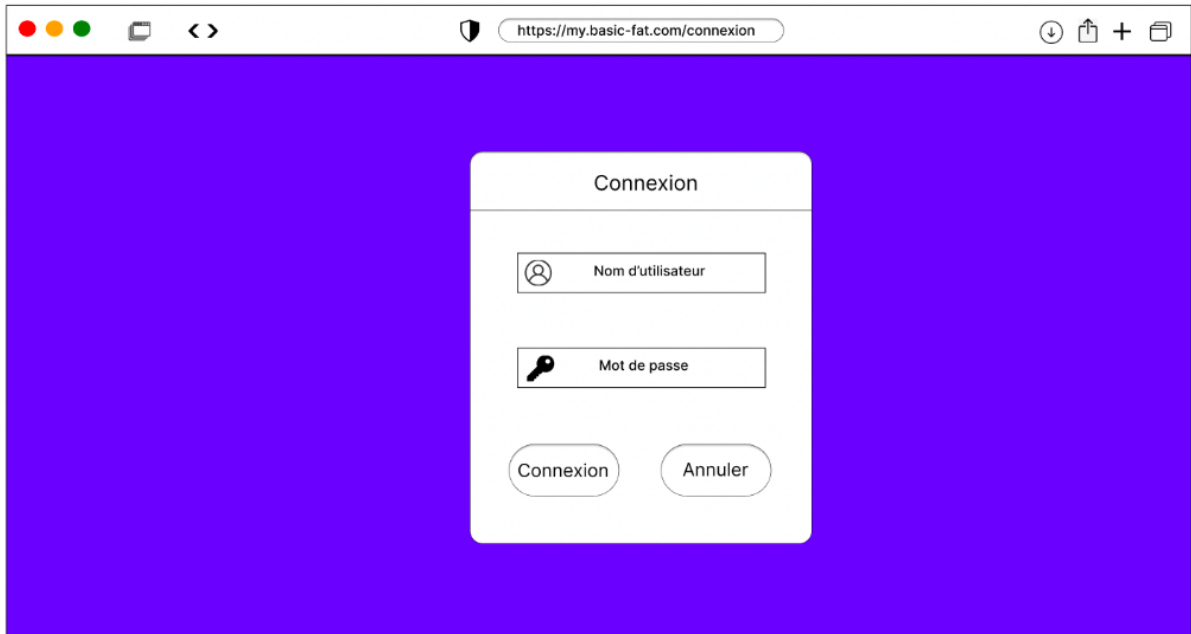 https://my.basic-fat.com/connexion
Connexion
Nom d'utilisateur
Mot de passe
Connexion Annuler